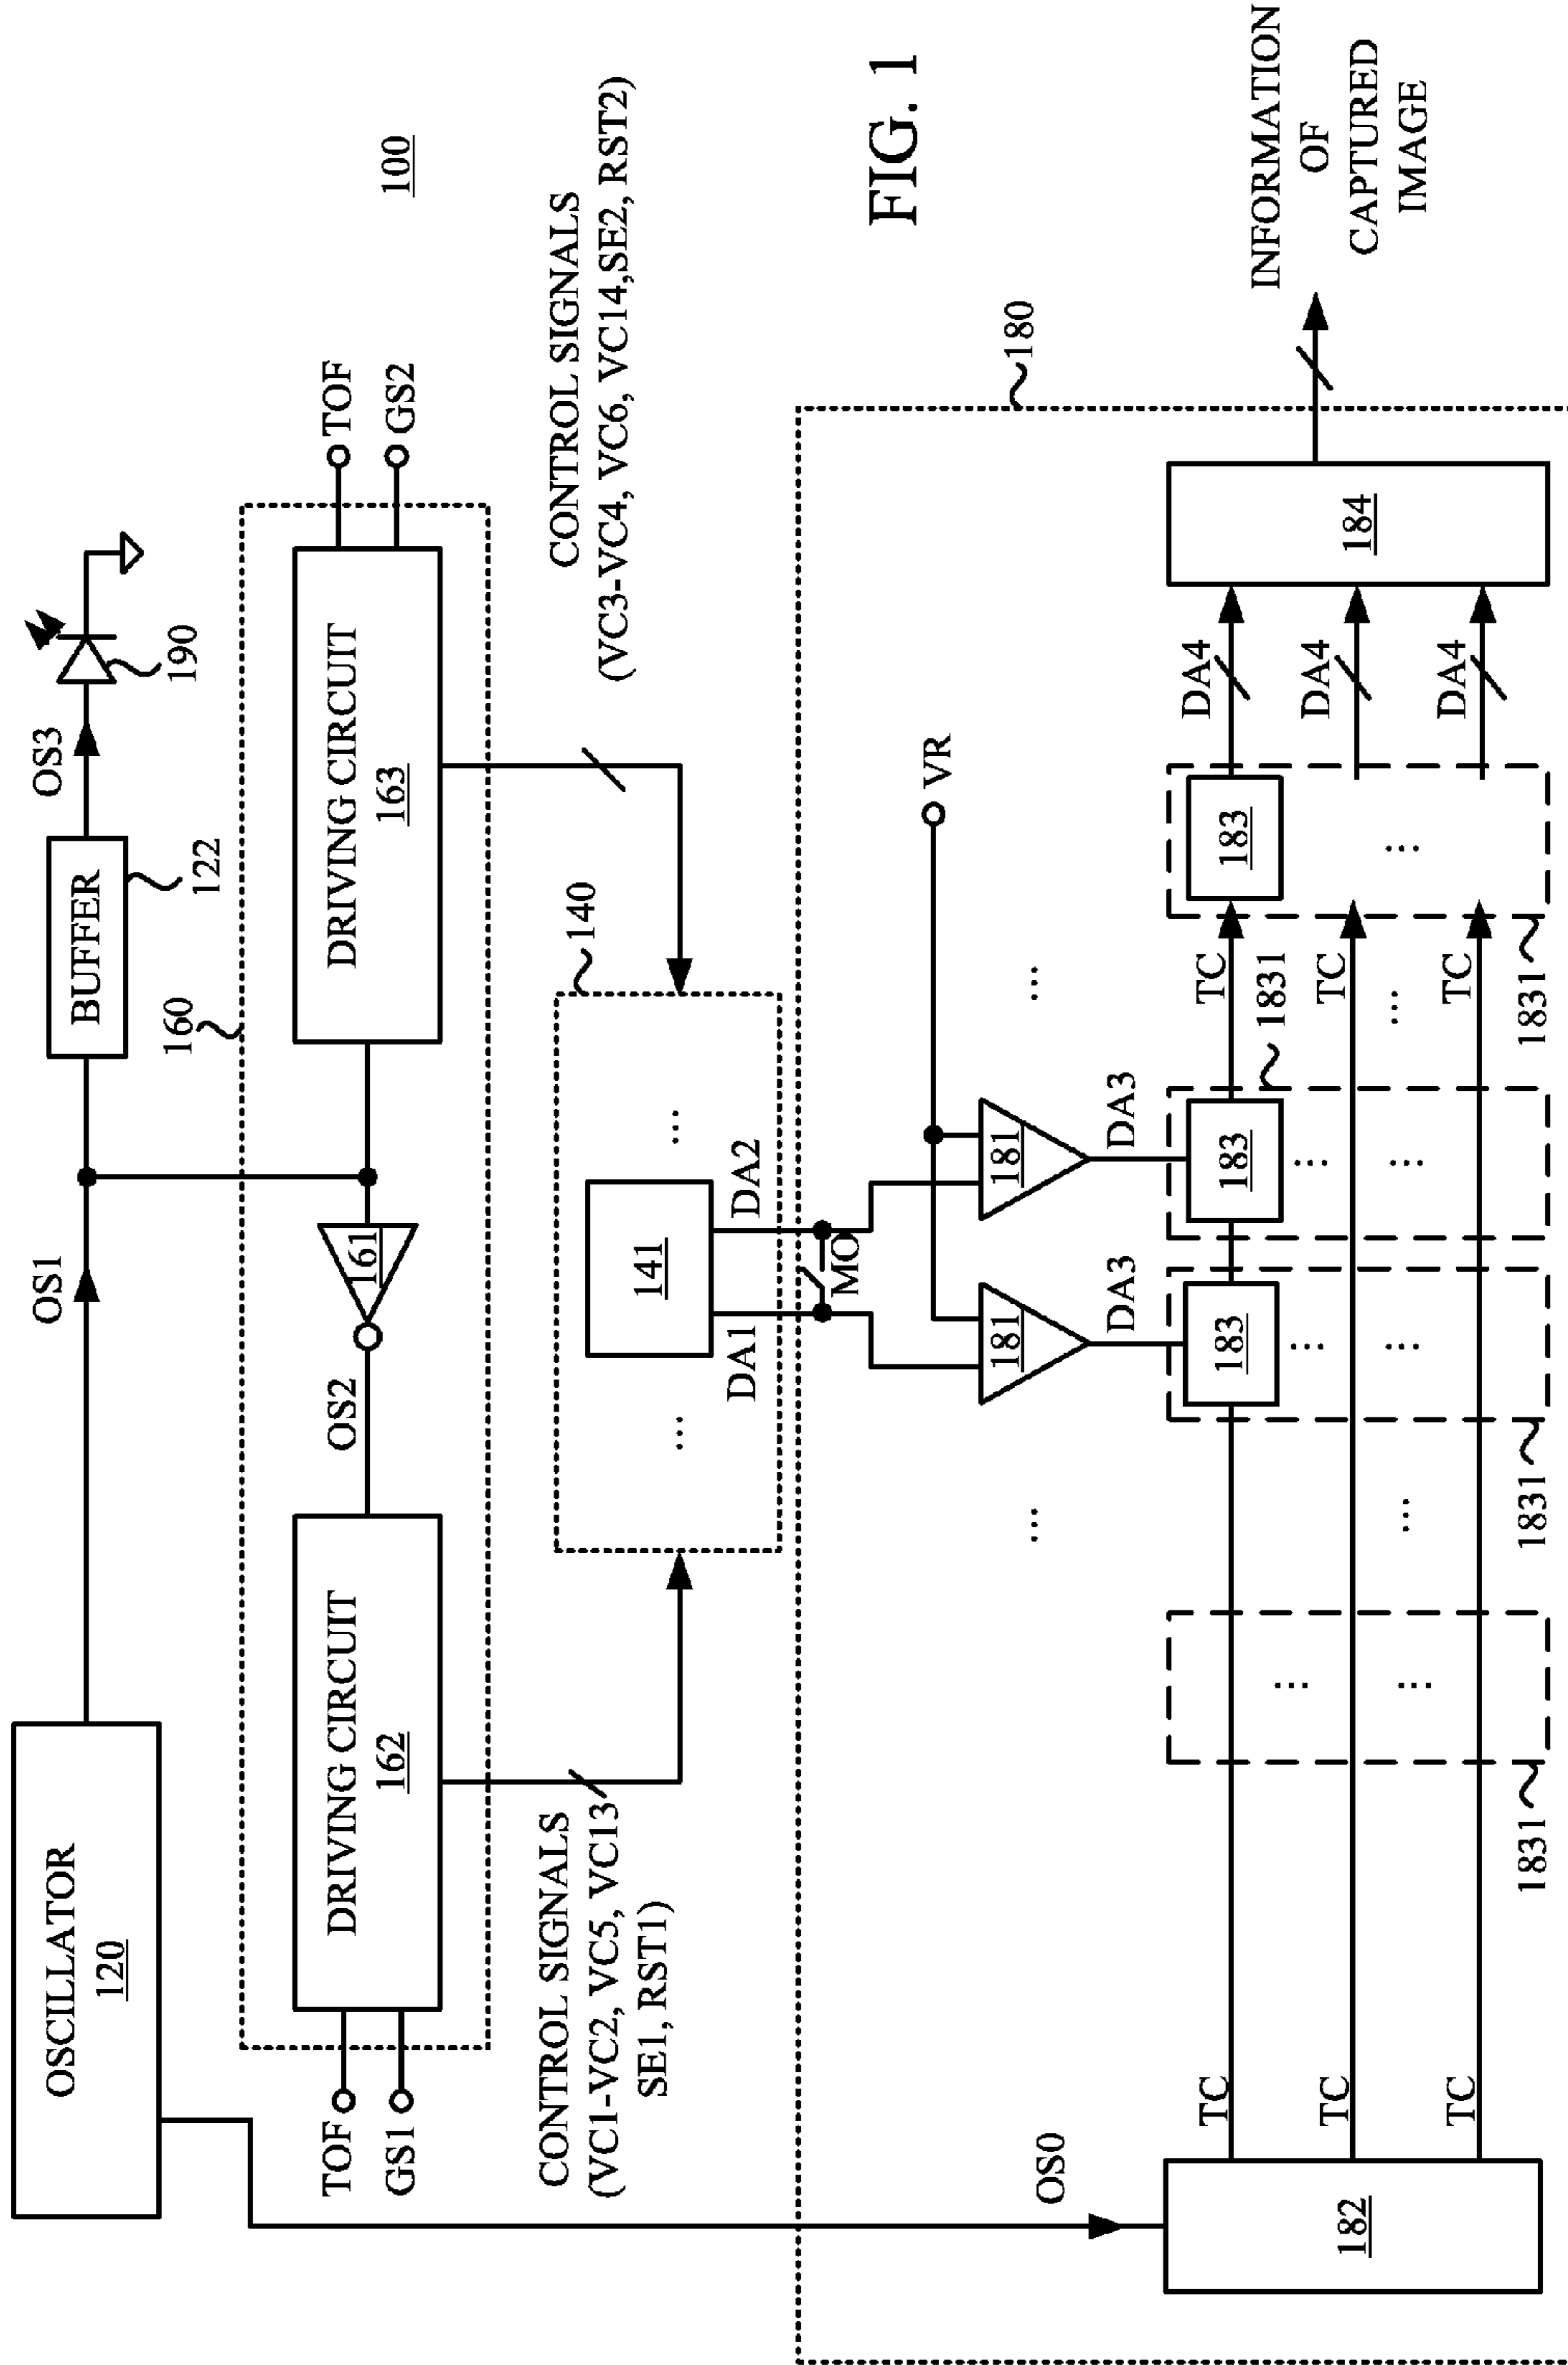 OSCILLATOR
120
OS1
BUFFER
122
OS3
190
100
160
TOF
GS1
DRIVING CIRCUIT
162
OS2
161
DRIVING CIRCUIT
163
TOF
GS2
CONTROL SIGNALS
(VC1-VC2, VC5, VC13
SE1, RST1)
140
...
141
...
CONTROL SIGNALS
(VC3-VC4, VC6, VC14,SE2, RST2)
DA1
DA2
MO
180
FIG. 1
OS0
VR
...
181
181
...
DA3
DA3
182
TC
TC
TC
...
...
1831
...
183
...
...
1831
183
...
...
1831
TC
TC
...
TC
183
...
1831
DA4
DA4
DA4
184
INFORMATION
OF
CAPTURED
IMAGE